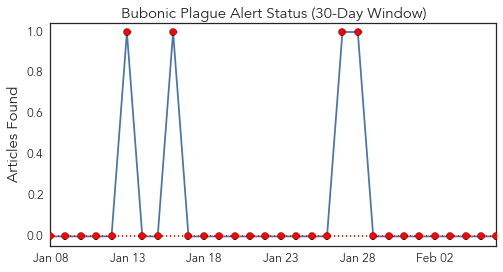 Bubonic Plague Alert Status (30-Day Window)
Articles Found
1.0
0.8
0.6
0.4
0.2
0.0
Jan 08 Jan 13 Jan 18 Jan 23 Jan 28 Feb 02